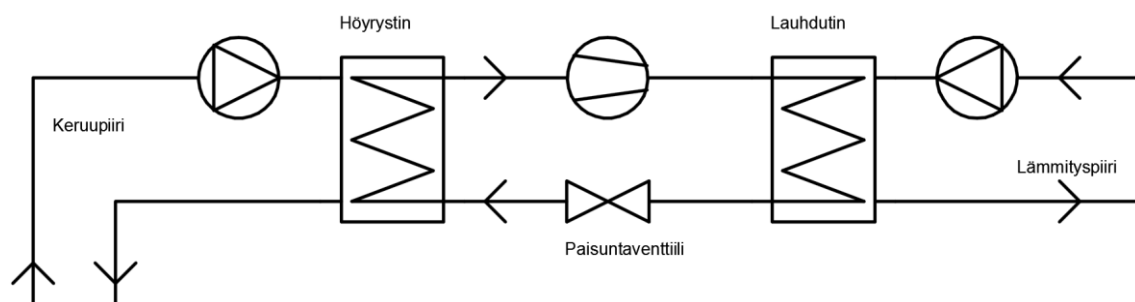 Höyrystin
Lauhdutin
Keruupiiri
Lämmityspiiri
Paisuntaventtiili